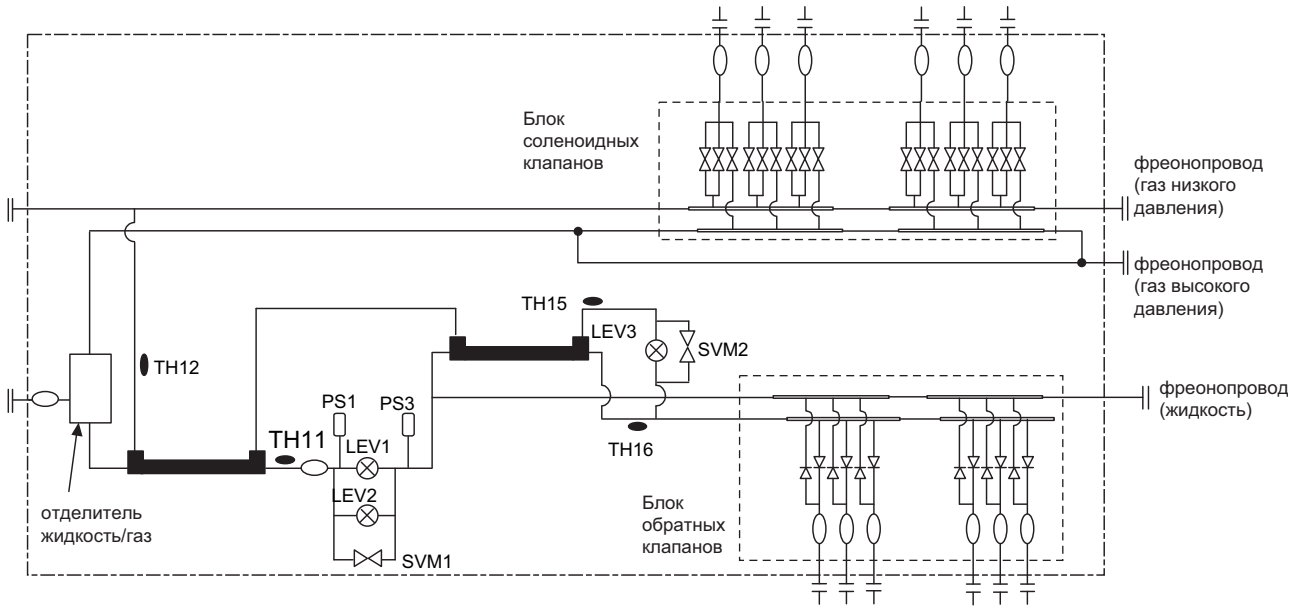 Блок
соленоидных
клапанов
фреонопровод
(газ низкого
давления)
фреонопровод
(газ высокого
давления)
TH15
LEV3
SVM2
TH12
PS1
PS3
фреонопровод
(жидкость)
TH11
LEV1
TH16
LEV2
отделитель
жидкость/газ
Блок
обратных
клапанов
SVM1